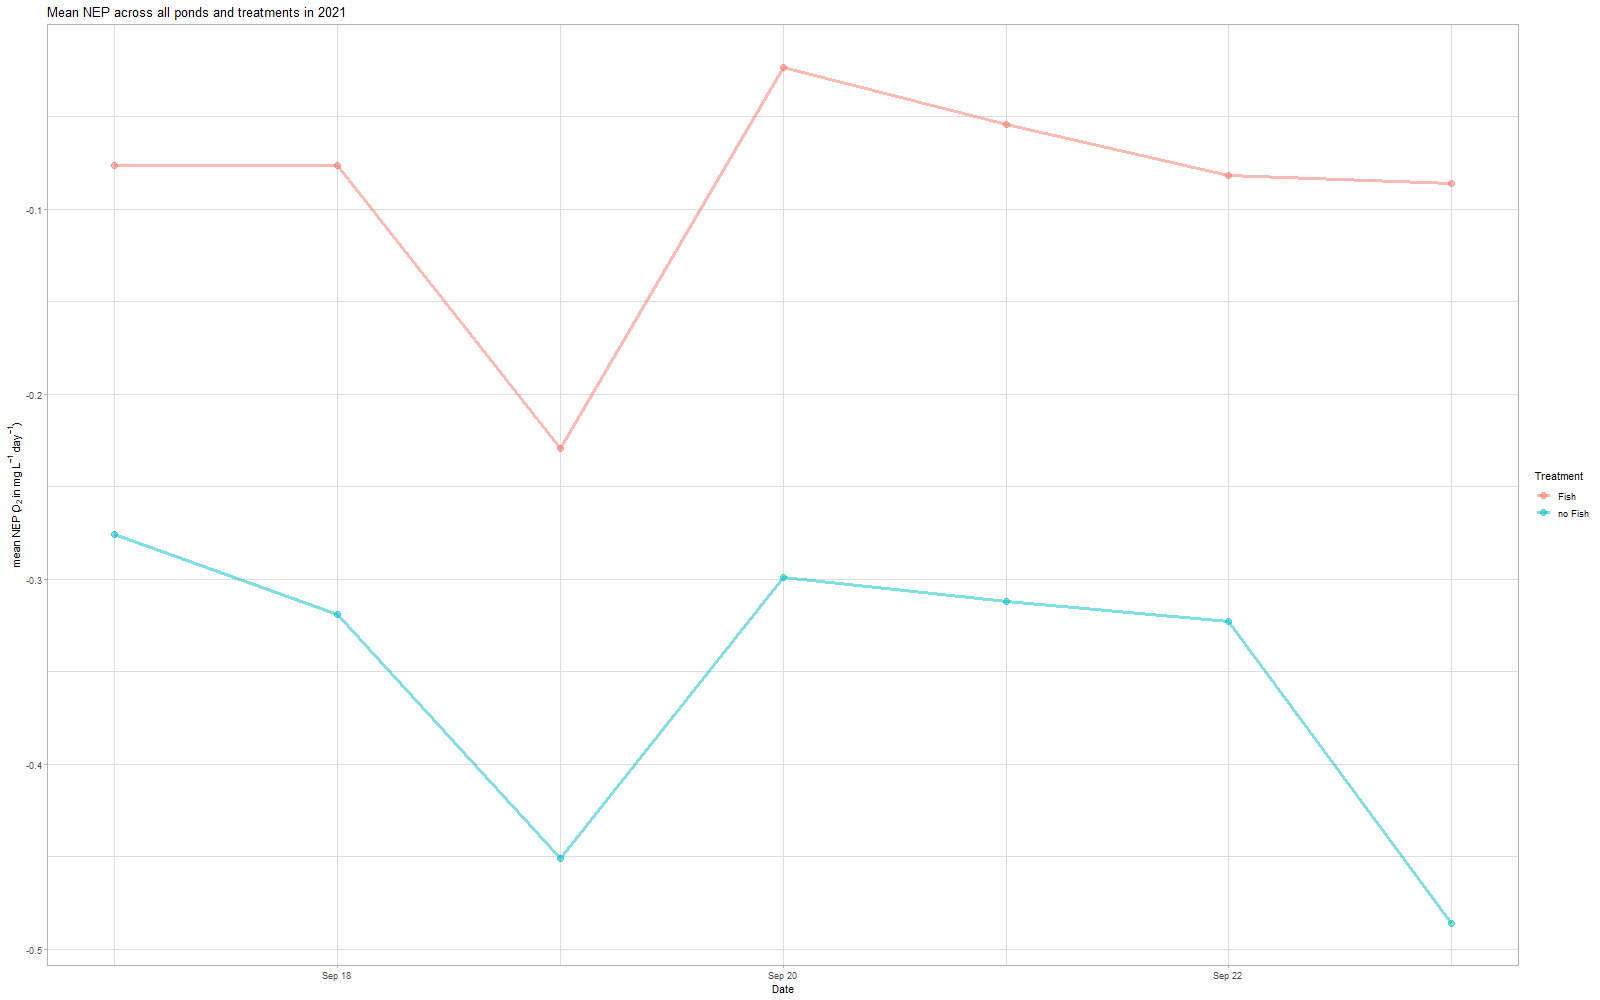 Mean NEP across all ponds and treatments in 2021
mean NEP O₂ in mg L⁻¹ day⁻¹)
-0.1
-0.2
-0.3
-0.4
-0.5
Sep 18
Sep 20
Sep 22
Date
Treatment
Fish
no Fish